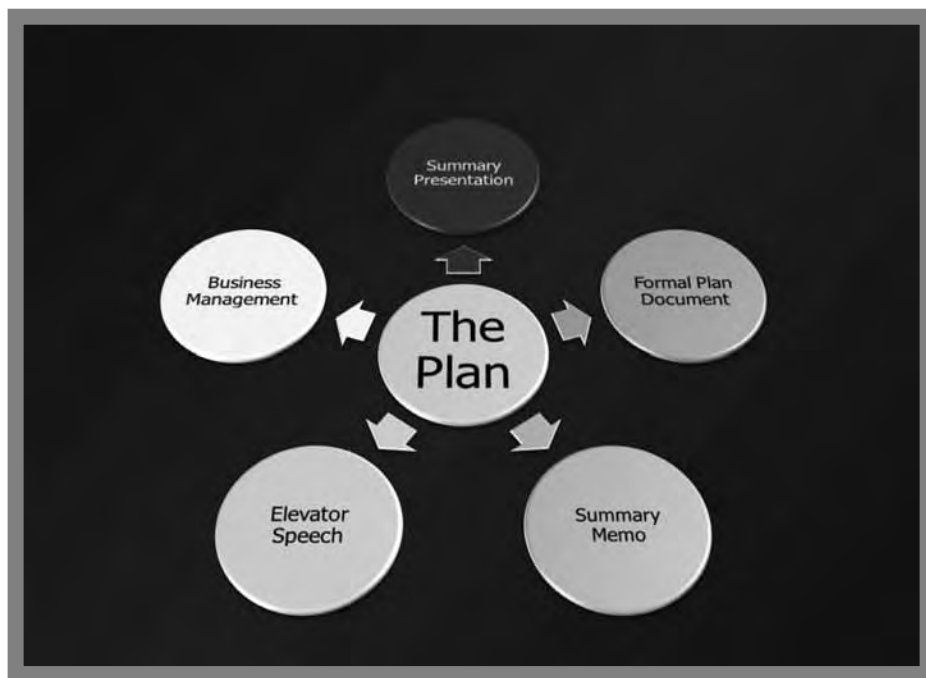 Summary
Presentation
Business
Management
Formal Plan
Document
The
Plan
Elevator
Speech
Summary
Memo